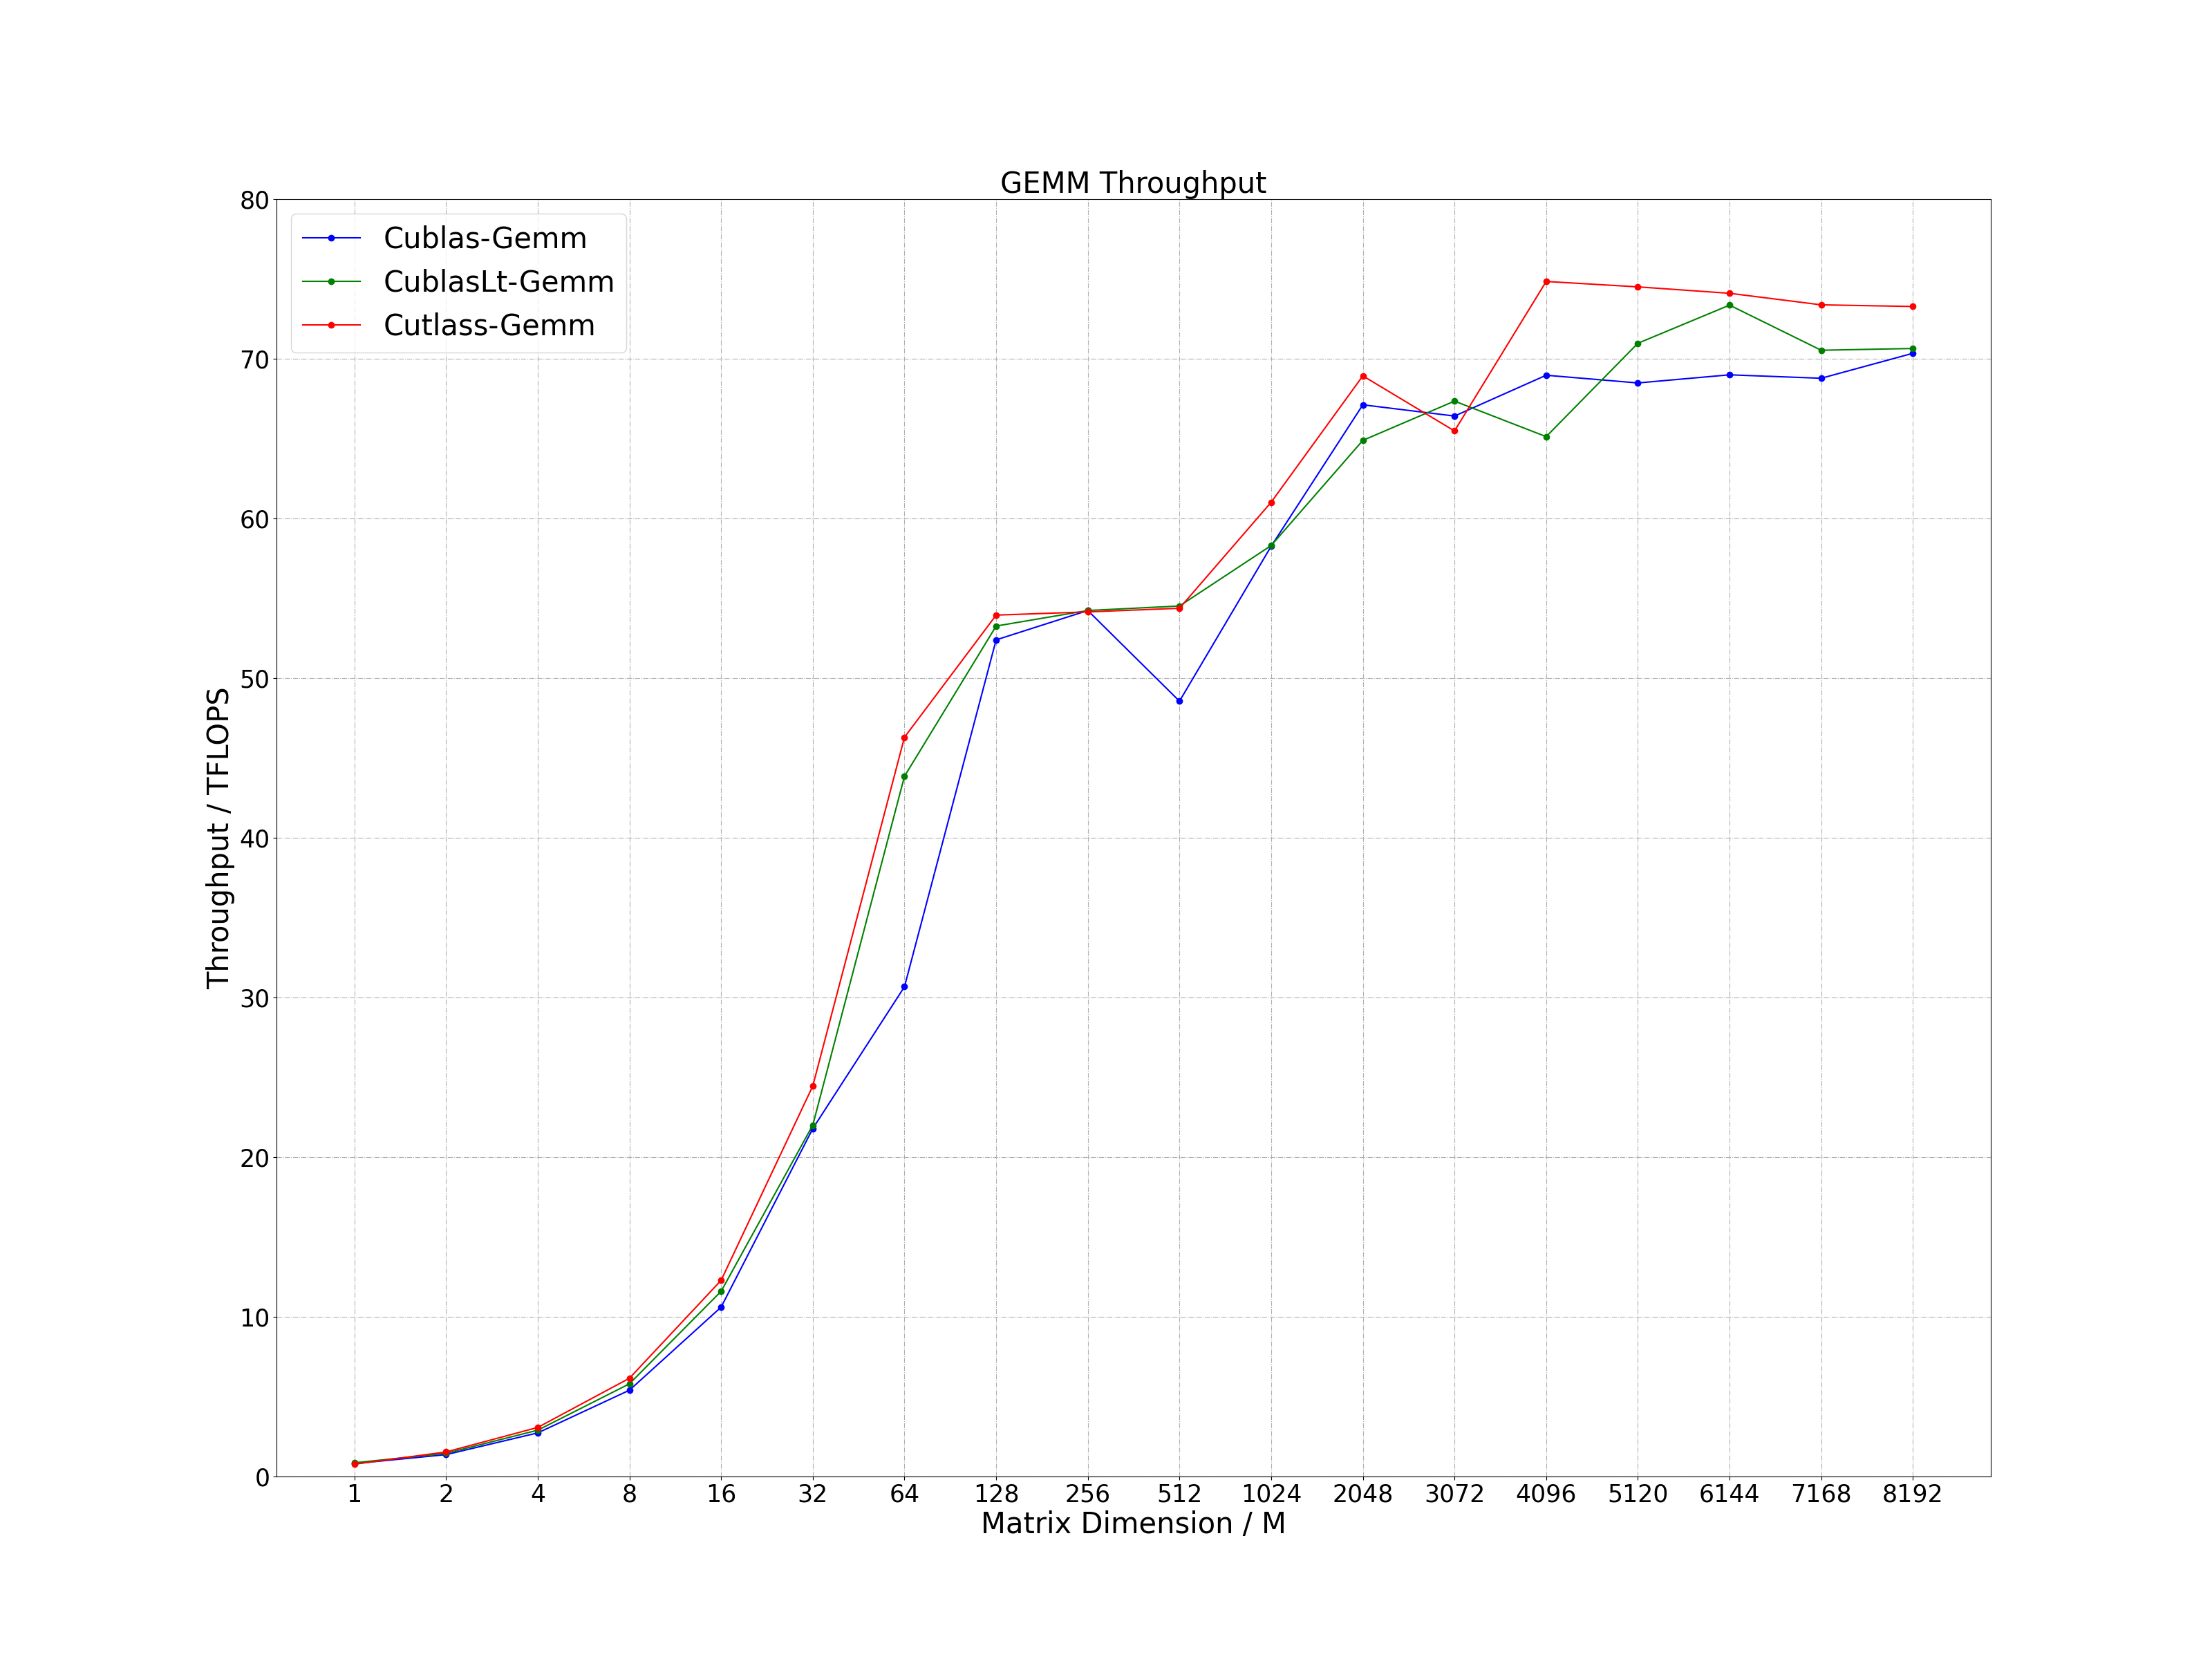 GEMM Throughput
Cublas-Gemm
CublasLt-Gemm
Cutlass-Gemm
Throughput / TFLOPS
80
70
60
50
40
30
20
10
0
1 2 4 8 16 32 64 128 256 512 1024 2048 3072 4096 5120 6144 7168 8192
Matrix Dimension / M